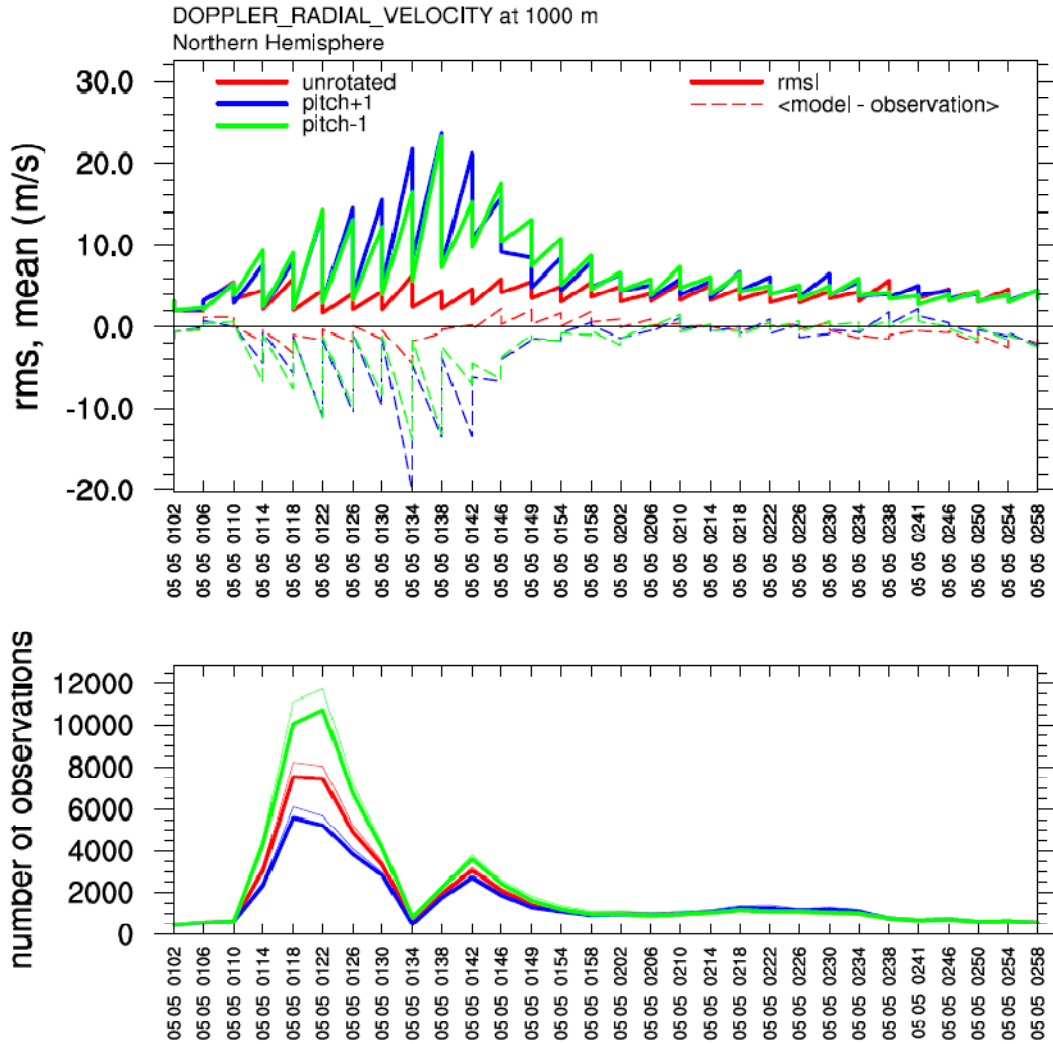 DOPPLER_RADIAL_VELOCITY at 1000 m
Northern Hemisphere
rms, mean (m/s)
30.0
20.0
10.0
0.0
-10.0
-20.0
unrotated
pitch+1
pitch-1
rms
<model - observation>
05 05 0102
05 05 0106
05 05 0110
05 05 0114
05 05 0118
05 05 0122
05 05 0126
05 05 0130
05 05 0134
05 05 0138
05 05 0142
05 05 0146
05 05 0149
05 05 0154
05 05 0158
05 05 0202
05 05 0206
05 05 0210
05 05 0214
05 05 0218
05 05 0222
05 05 0226
05 05 0230
05 05 0234
05 05 0238
05 05 0241
05 05 0246
05 05 0250
05 05 0254
05 05 0258
number of observations
12000
10000
8000
6000
4000
2000
0
05 05 0102
05 05 0106
05 05 0110
05 05 0114
05 05 0118
05 05 0122
05 05 0126
05 05 0130
05 05 0134
05 05 0138
05 05 0142
05 05 0146
05 05 0149
05 05 0154
05 05 0158
05 05 0202
05 05 0206
05 05 0210
05 05 0214
05 05 0218
05 05 0222
05 05 0226
05 05 0230
05 05 0234
05 05 0238
05 05 0241
05 05 0246
05 05 0250
05 05 0254
05 05 0258